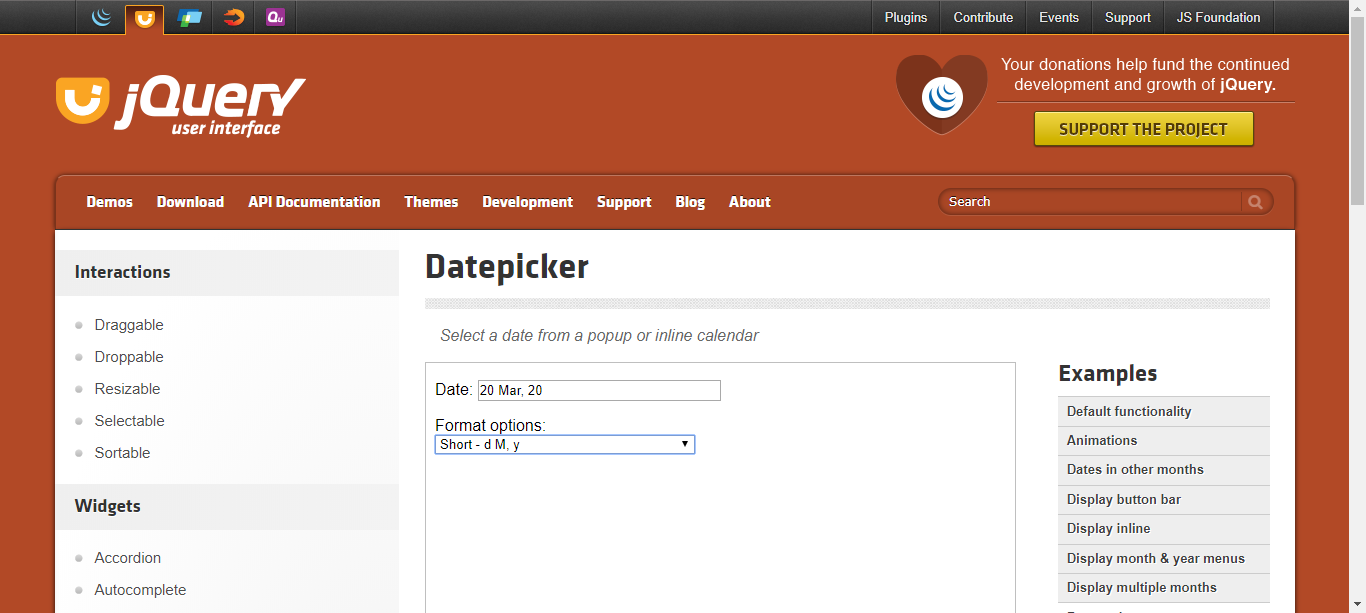 Qu
Plugins
Contribute
Events
Support
JS Foundation
jQuery
user interface
Your donations help fund the continued
development and growth of jQuery.
SUPPORT THE PROJECT
Demos
Download
API Documentation
Themes
Development
Support
Blog
About
Search
Interactions
Draggable
Droppable
Resizable
Selectable
Sortable
Widgets
Accordion
Autocomplete
Datepicker
Select a date from a popup or inline calendar
Date: 20 Mar, 20
Format options:
Short - d M, y
Examples
Default functionality
Animations
Dates in other months
Display button bar
Display inline
Display month & year menus
Display multiple months